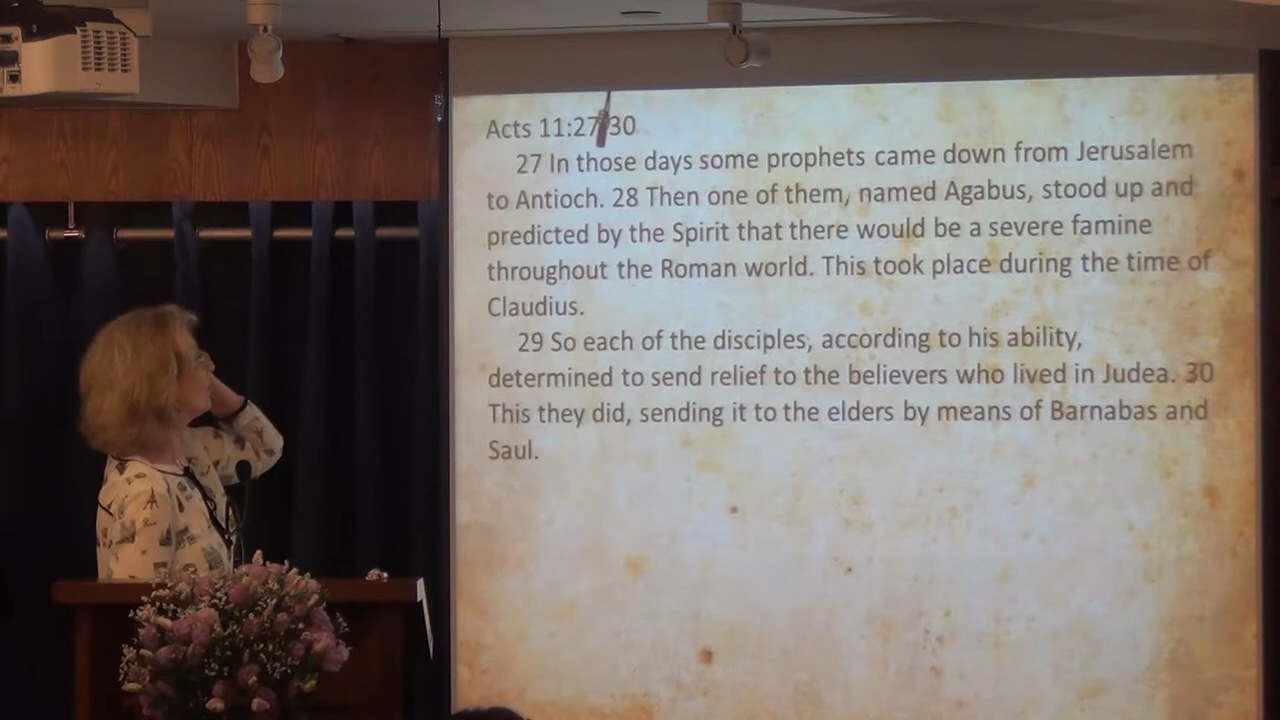 Acts 11:27-30
27 In those days some prophets came down from Jerusalem
to Antioch. 28 Then one of them, named Agabus, stood up and
predicted by the Spirit that there would be a severe famine
throughout the Roman world. This took place during the time of
Claudius.
29 So each of the disciples, according to his ability,
determined to send relief to the believers who lived in Judea. 30
This they did, sending it to the elders by means of Barnabas and
Saul.